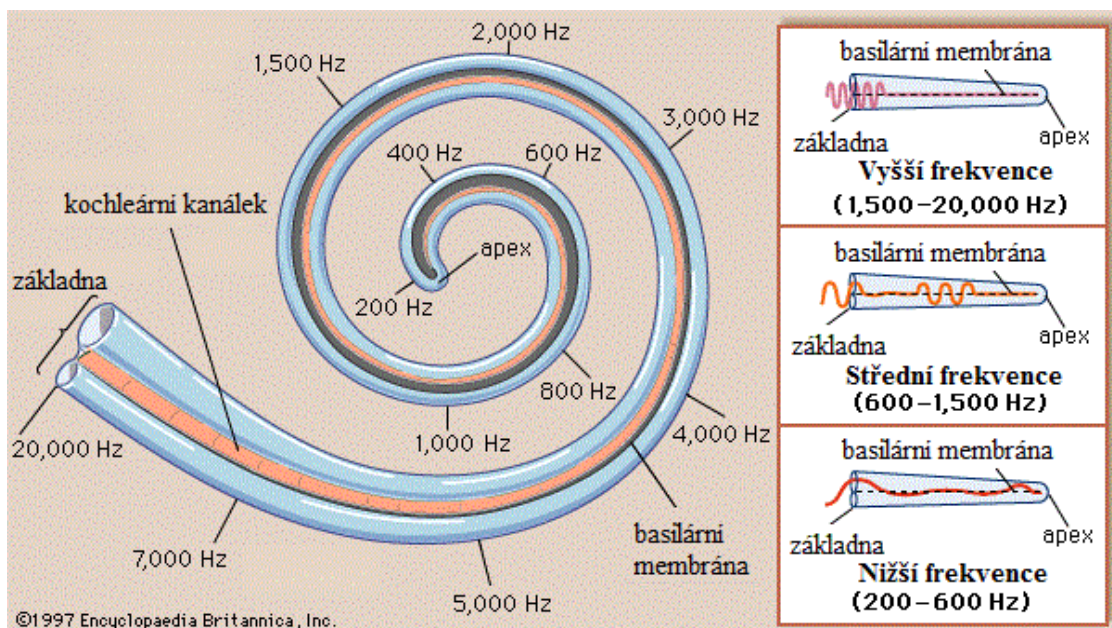 2,000 Hz
1,500 Hz
3,000 Hz
400 Hz
600 Hz
kochleární kanálek
apex
základna
200 Hz
800 Hz
1,000 Hz
4,000 Hz
20,000 Hz
7,000 Hz
basilární
membrána
5,000 Hz
©1997 Encyclopaedia Britannica, Inc.
basilární membrána
základna
apex
Vyšší frekvence
(1,500–20,000 Hz)
basilární membrána
základna
apex
Střední frekvence
(600–1,500 Hz)
basilární membrána
základna
apex
Nižší frekvence
(200–600 Hz)